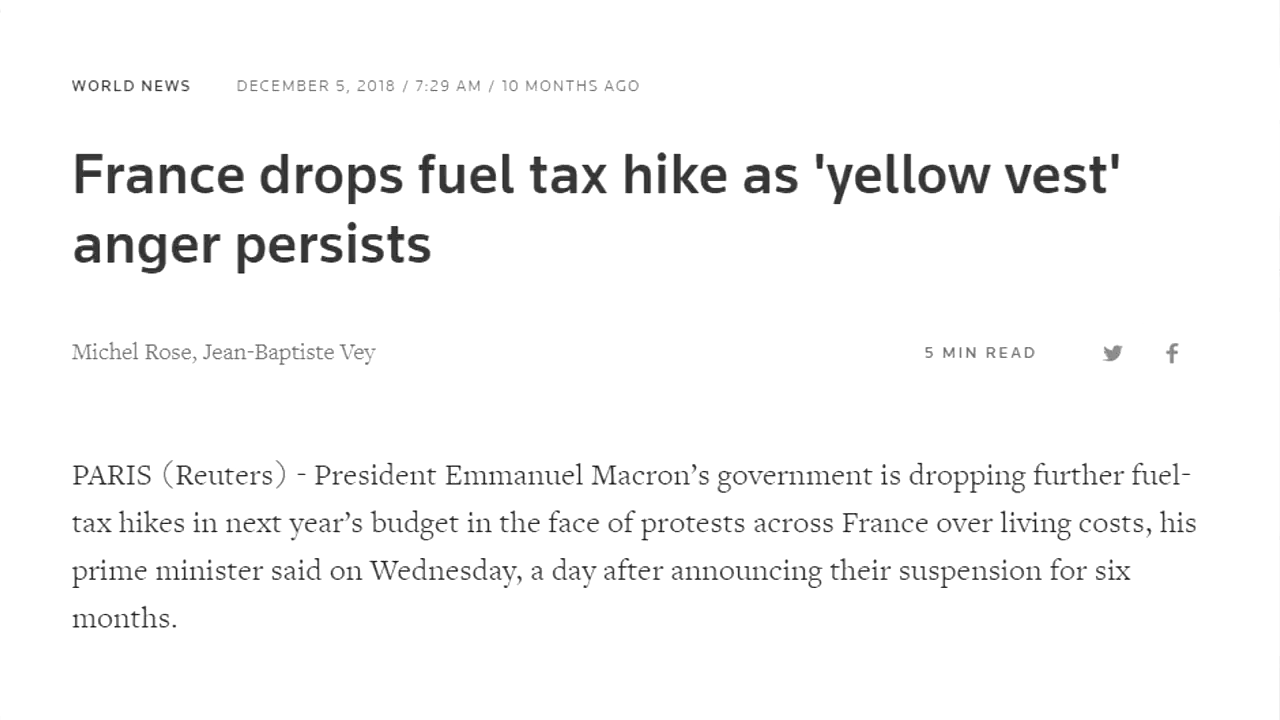 WORLD NEWS DECEMBER 5, 2018 / 7:29 AM / 10 MONTHS AGO
France drops fuel tax hike as 'yellow vest'
anger persists
Michel Rose, Jean-Baptiste Vey 5 MIN READ
PARIS (Reuters) - President Emmanuel Macron’s government is dropping further fuel-
tax hikes in next year’s budget in the face of protests across France over living costs, his
prime minister said on Wednesday, a day after announcing their suspension for six
months.